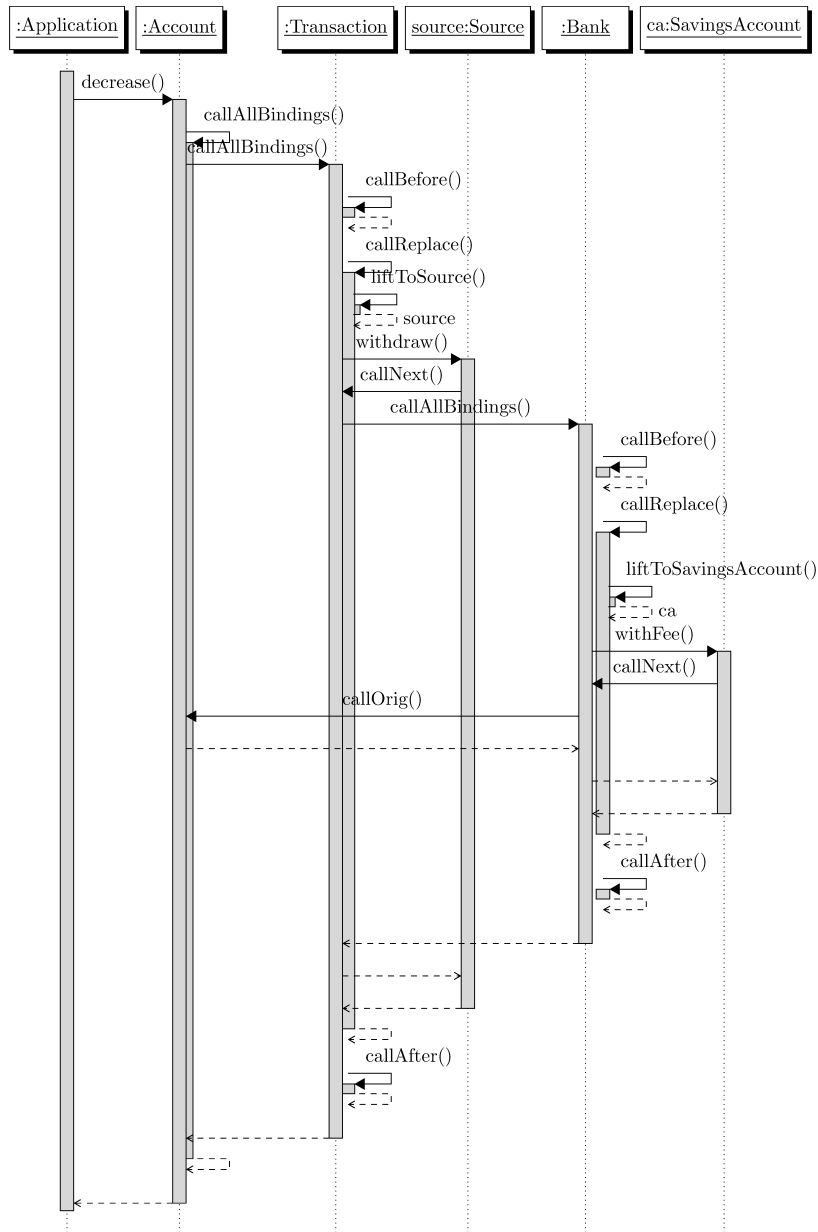 :Application
:Account
:Transaction
source:Source
:Bank
ca:SavingsAccount
decrease()
callAllBindings()
callAllBindings()
callBefore()
callReplace()
liftToSource()
source
withdraw()
callNext()
callAllBindings()
callBefore()
callReplace()
liftToSavingsAccount()
ca
withFee()
callNext()
callOrig()
callAfter()
callAfter()